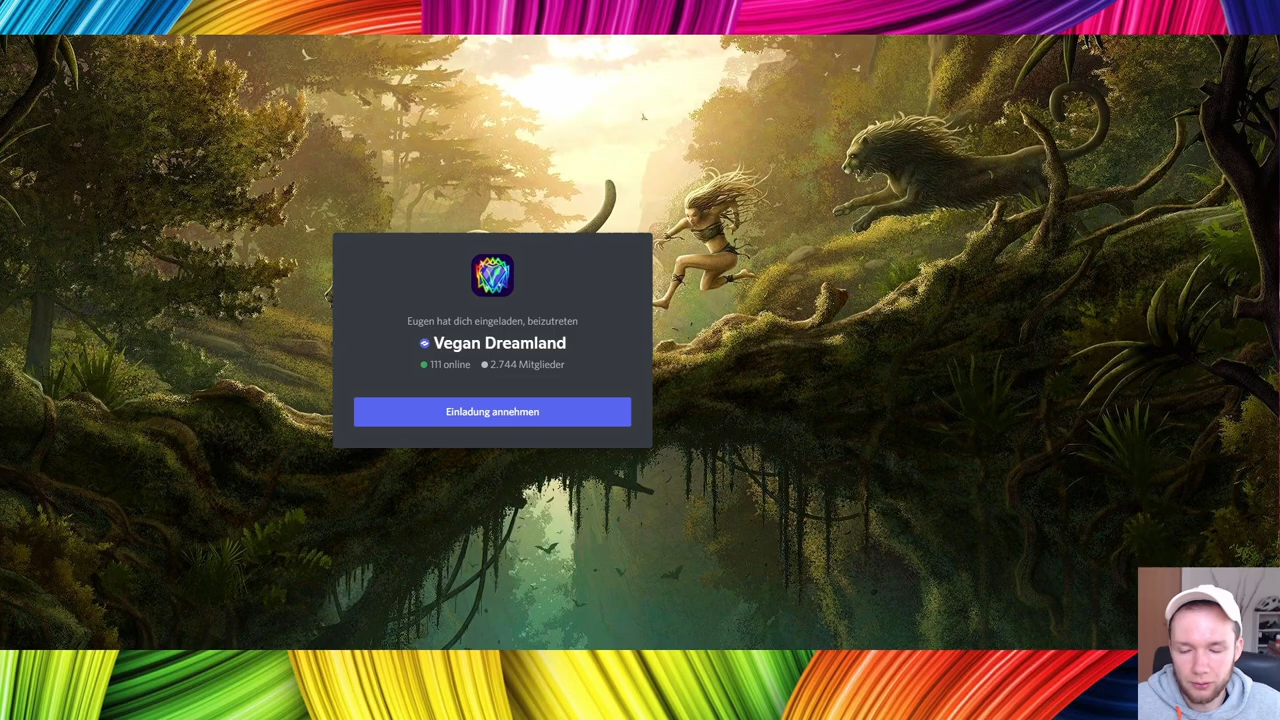 Eugen hat dich eingeladen, beizutreten
Vegan Dreamland
111 online 2.744 Mitglieder
Einladung annehmen